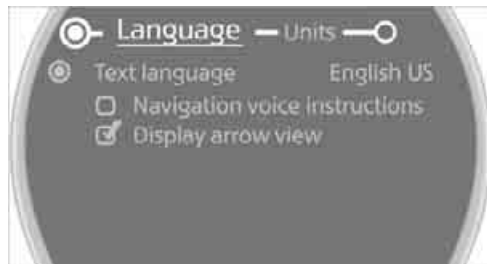 Language Units
Text language English US
Navigation voice instructions
Display arrow view